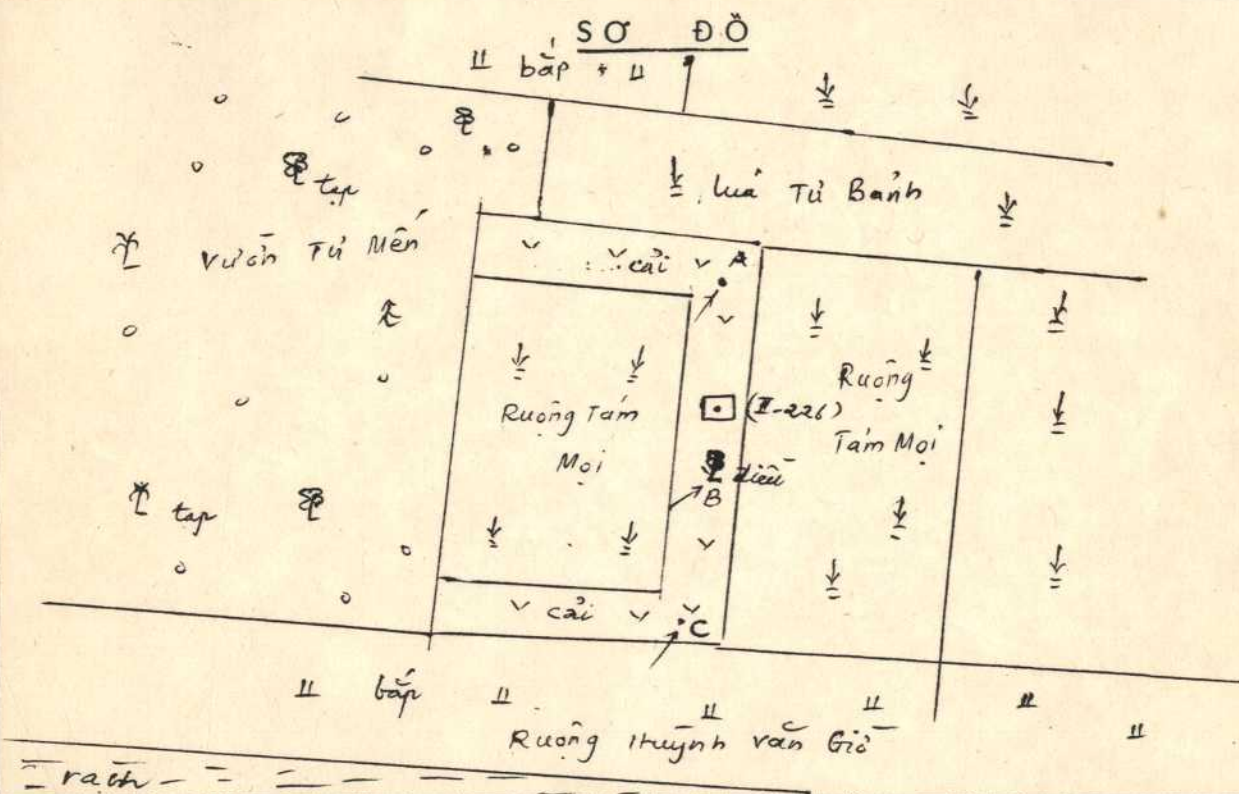 SƠ ĐỒ
bắp
lúa Tư Bảnh
tạp
Vườn Tư Mến
cải A
Ruộng Tám
Mọi
(II-226)
Ruộng
Tám Mọi
điều
B
tạp
cải
C
bắp
Ruộng Huỳnh văn Giỏ
rạch